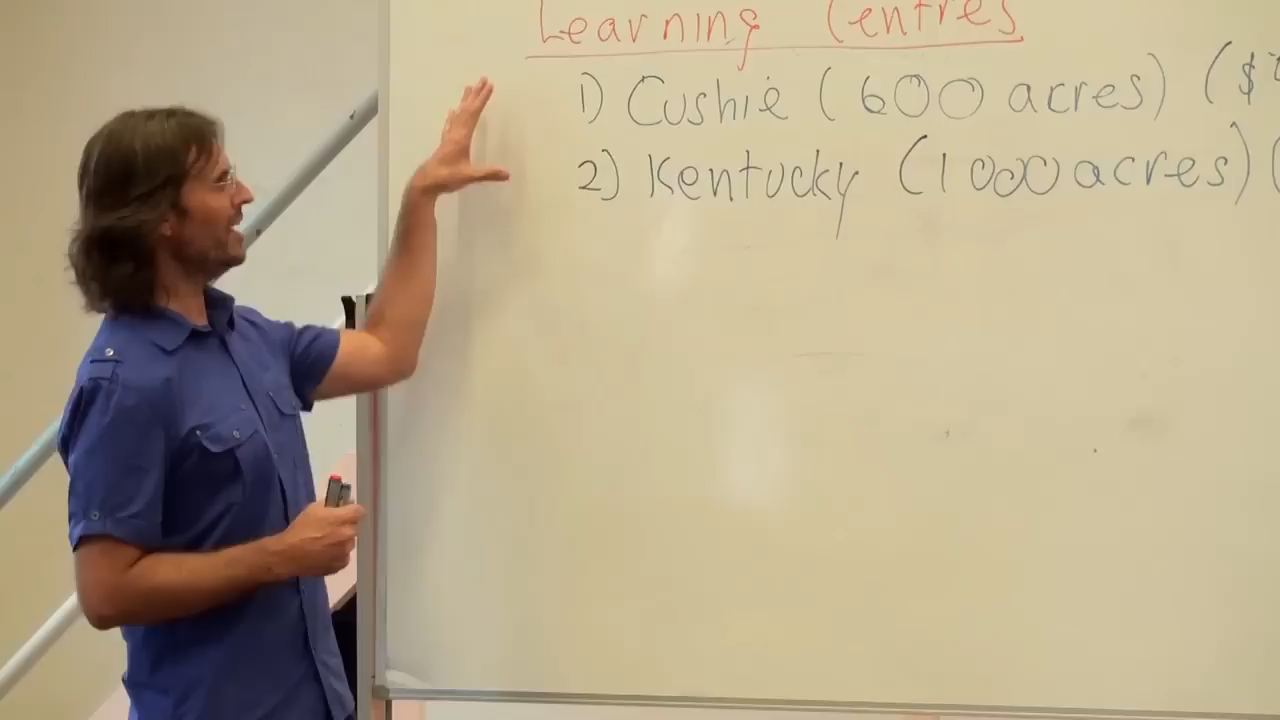 Learning Centres
1) Cushie (600 acres) ($
2) Kentucky (1000 acres) (